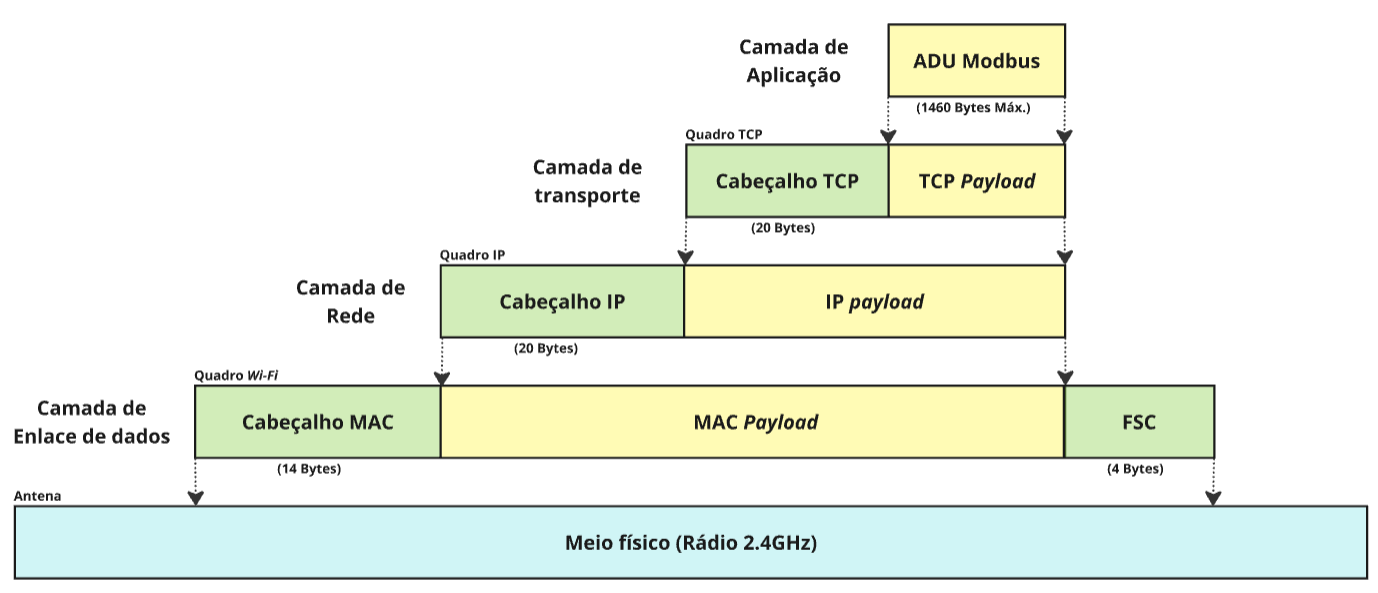 Camada de
Aplicação
ADU Modbus
(1460 Bytes Máx.)
Quadro TCP
Camada de
transporte
Cabeçalho TCP
TCP Payload
(20 Bytes)
Quadro IP
Camada de
Rede
Cabeçalho IP
IP payload
(20 Bytes)
Quadro Wi-Fi
Camada de
Enlace de dados
Cabeçalho MAC
MAC Payload
FSC
(14 Bytes)
(4 Bytes)
Antena
Meio físico (Rádio 2.4GHz)